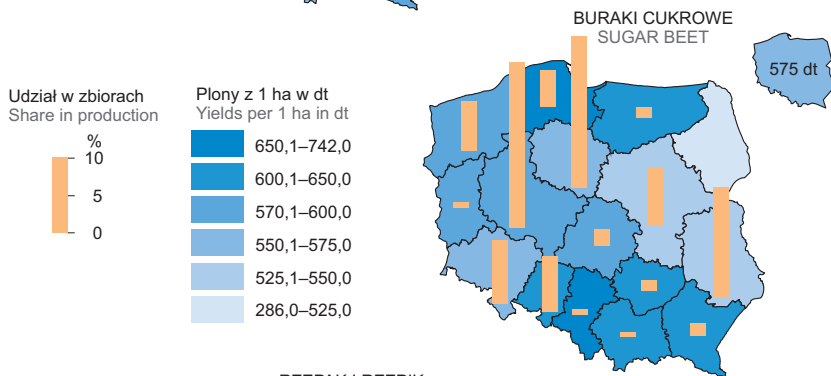 BURAKI CUKROWE
SUGAR BEET
575 dt
Udział w zbiorach
Share in production
%
10
5
0
Plony z 1 ha w dt
Yields per 1 ha in dt
650,1–742,0
600,1–650,0
570,1–600,0
550,1–575,0
525,1–550,0
286,0–525,0